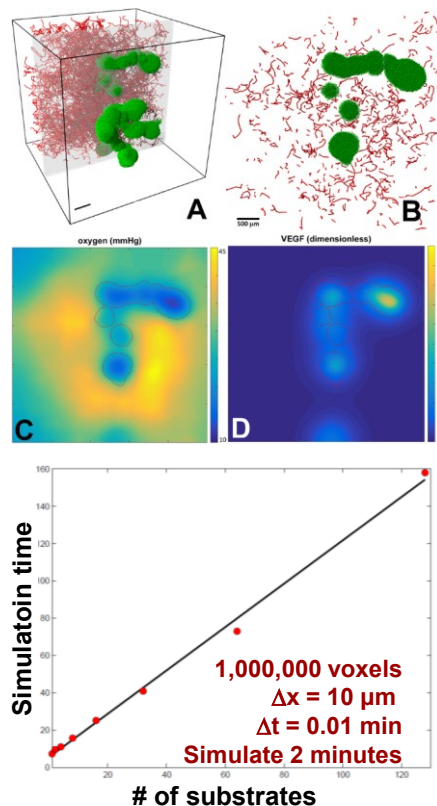 A
B
500 µm
oxygen (mmHg)
VEGF (dimensionless)
45
10
C
D
160
140
120
100
80
60
40
20
0
Simulatoin time
1,000,000 voxels
Δx = 10 µm
Δt = 0.01 min
Simulate 2 minutes
20
40
60
80
100
120
# of substrates